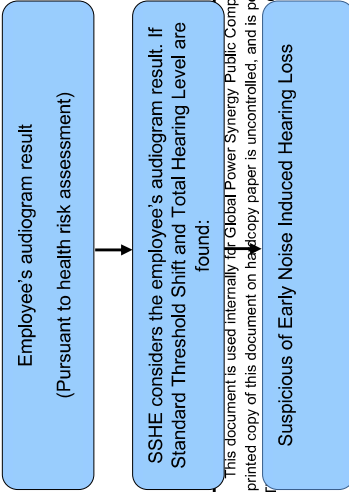 Employee’s audiogram result
(Pursuant to health risk assessment)
SSHE considers the employee’s audiogram result. If
Standard Threshold Shift and Total Hearing Level are
found:
This document is used internally for Global Power Synergy Public Comp
printed copy of this document on hardcopy paper is uncontrolled, and is
Suspicious of Early Noise Induced Hearing Loss